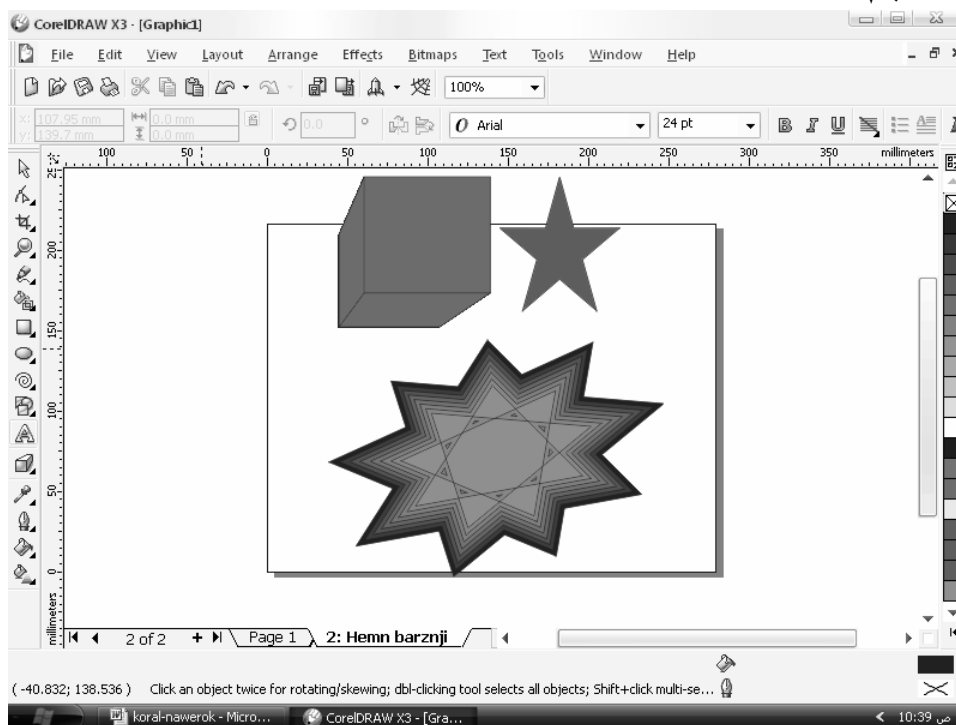 CorelDRAW X3 - [Graphic1]
File Edit View Layout Arrange Effects Bitmaps Text Tools Window Help
100%
x: 107.95 mm 0.0 mm 0.0 ° Arial 24 pt B I U
y: 139.7 mm 0.0 mm
100 50 0 50 100 150 200 250 300 350 millimeters
200
150
100
50
0
millimeters
2 of 2 Page 1 2: Hemn barznji
( -40.832; 138.536 ) Click an object twice for rotating/skewing; dbl-clicking tool selects all objects; Shift+click multi-se...
koral-nawerok - Micro... CorelDRAW X3 - [Gra... 10:39 ص